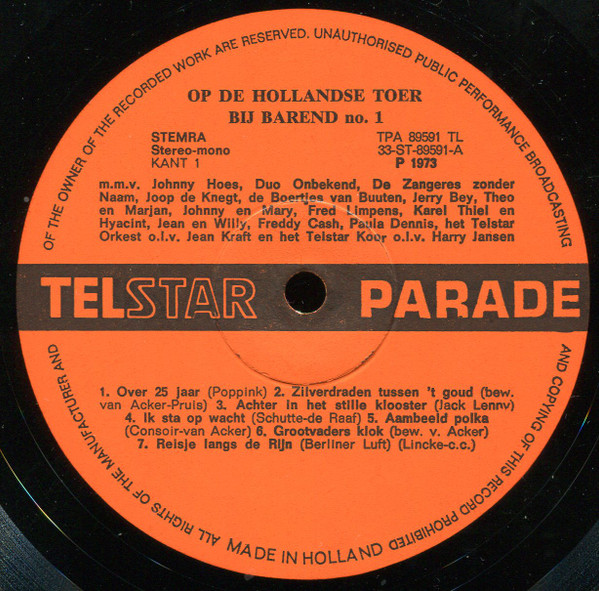 OF THE OWNER OF THE RECORDED WORK ARE RESERVED. UNAUTHORISED PUBLIC PERFORMANCE BROADCASTING
OP DE HOLLANDSE TOER
BIJ BAREND no. 1
STEMRA TPA 89591 TL
Stereo-mono 33-ST-89591-A
KANT 1 P 1973
m.m.v. Johnny Hoes, Duo Onbekend, De Zangeres zonder
Naam, Joop de Knegt, de Boertjes van Buuten, Jerry Bey, Theo
en Marjan, Johnny en Mary, Fred Limpens, Karel Thiel en
Hyacint, Jean en Willy, Freddy Cash, Paula Dennis, het Telstar
Orkest o.l.v. Jean Kraft en het Telstar Koor o.l.v. Harry Jansen
TELSTAR PARADE
1. Over 25 jaar (Poppink) 2. Zilverdraden tussen 't goud (bew.
van Acker-Pruis) 3. Achter in het stille klooster (Jack Lenny)
4. Ik sta op wacht (Schutte-de Raaf) 5. Aambeeld polka
(Consoir-van Acker) 6. Grootvaders klok (bew. v. Acker)
7. Reisje langs de Rijn (Berliner Luft) (Lincke-c.c.)
AND COPYING OF THIS RECORD PROHIBITED
ALL RIGHTS OF THE MANUFACTURER AND
MADE IN HOLLAND